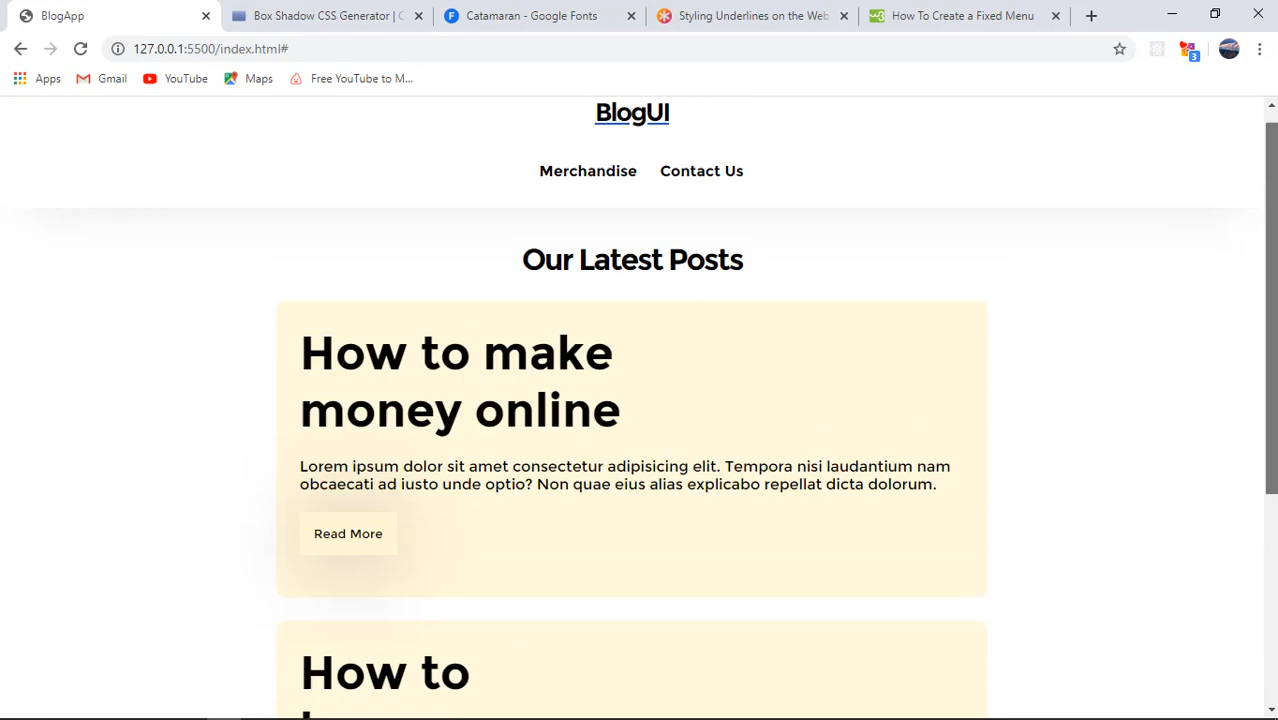 BlogApp
Box Shadow CSS Generator | C
Catamaran - Google Fonts
Styling Underlines on the Web
How To Create a Fixed Menu
127.0.0.1:5500/index.html#
3
Apps
Gmail
YouTube
Maps
Free YouTube to M...
BlogUI
Merchandise Contact Us
Our Latest Posts
How to make
money online
Lorem ipsum dolor sit amet consectetur adipisicing elit. Tempora nisi laudantium nam
obcaecati ad iusto unde optio? Non quae eius alias explicabo repellat dicta dolorum.
Read More
How to